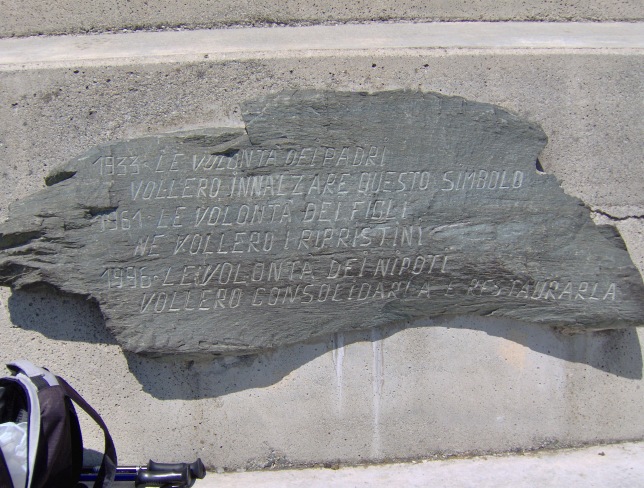 1933·LE VOLONTÀ DEI PADRI
VOLLERO INNALZARE QUESTO SIMBOLO
1961·LE VOLONTÀ DEI FIGLI
NE VOLLERO I RIPRISTINI
1996·LE VOLONTÀ DEI NIPOTI
VOLLERO CONSOLIDARLA E RESTAURARLA